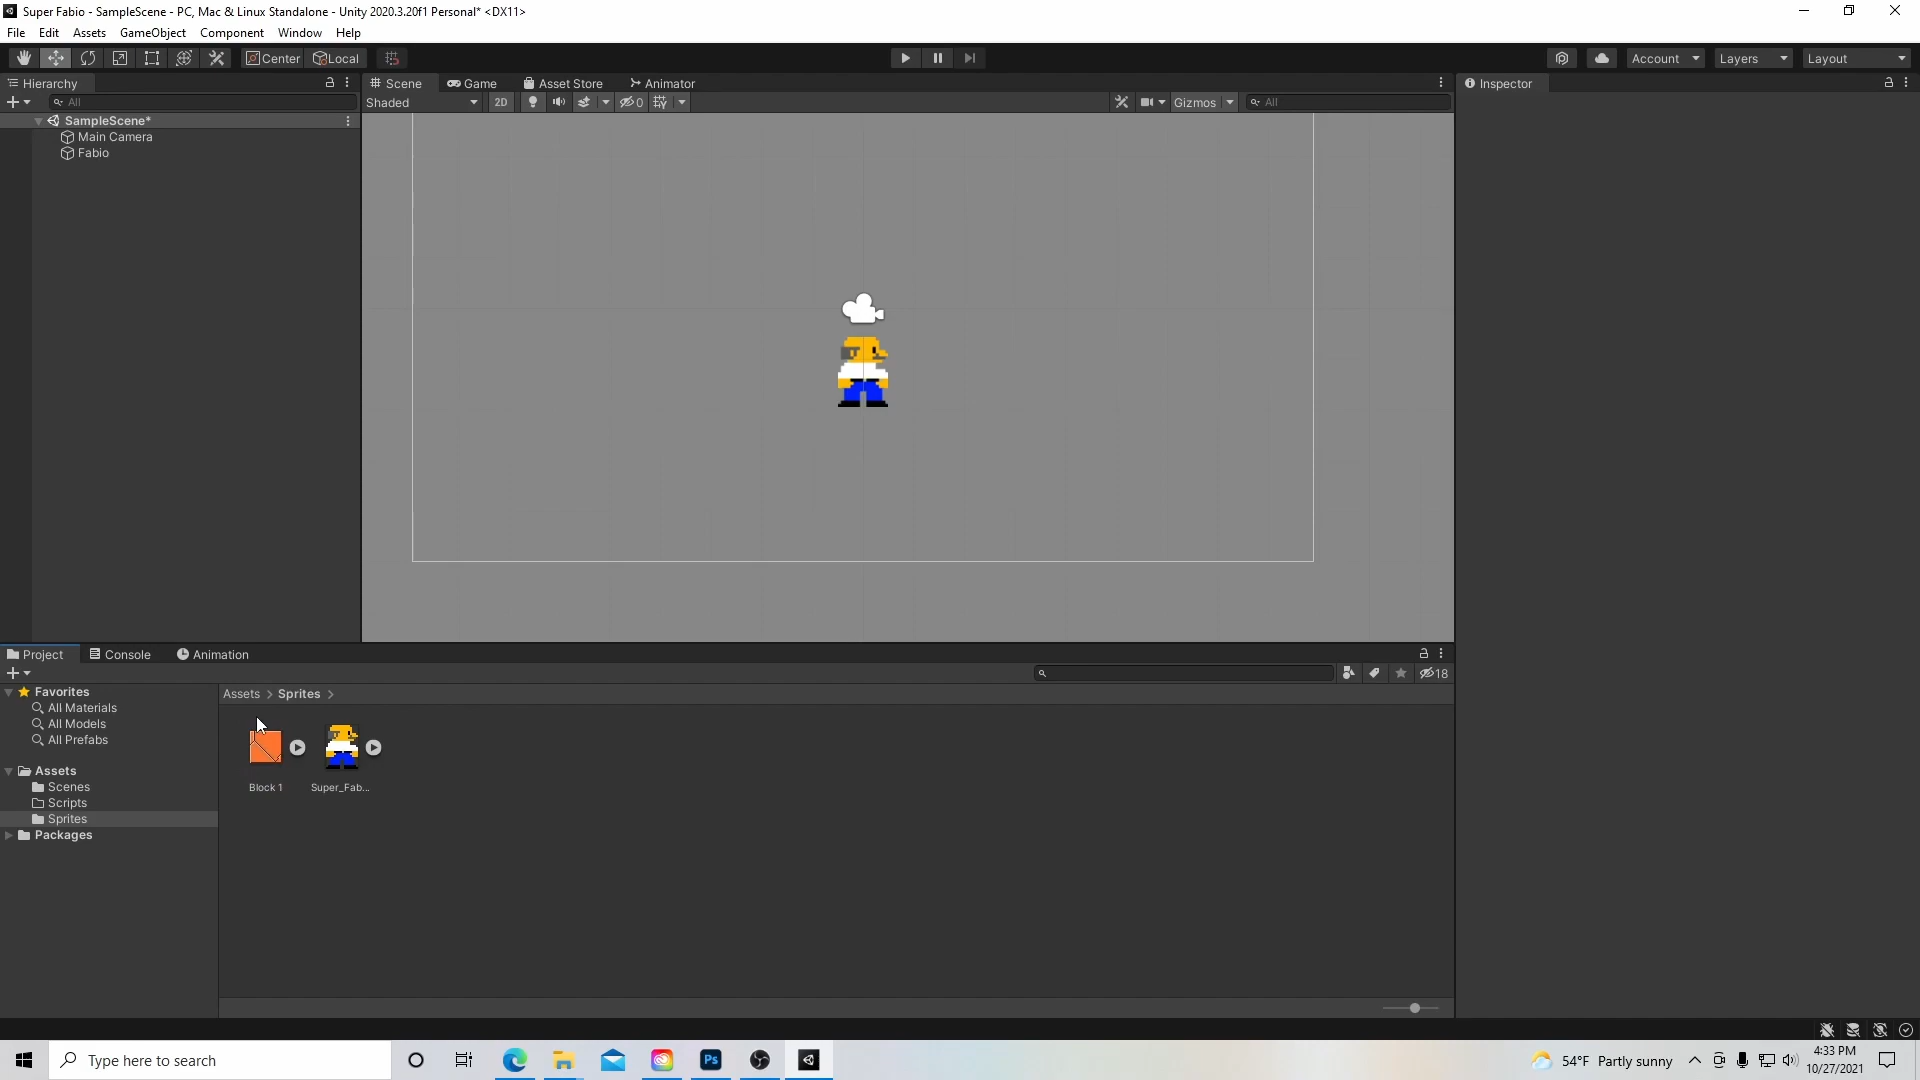 Super Fabio - SampleScene - PC, Mac & Linux Standalone - Unity 2020.3.20f1 Personal* <DX11>
File Edit Assets GameObject Component Window Help
Center Local Account Layers Layout
Hierarchy Scene Game Asset Store Animator Inspector
All Shaded 2D 0 Gizmos All
SampleScene*
Main Camera
Fabio
Project Console Animation
18
Favorites
All Materials
All Models
All Prefabs
Assets
Scenes
Scripts
Sprites
Packages
Assets > Sprites >
Block 1 Super_Fab...
Type here to search
Ps
54°F Partly sunny
4:33 PM
10/27/2021